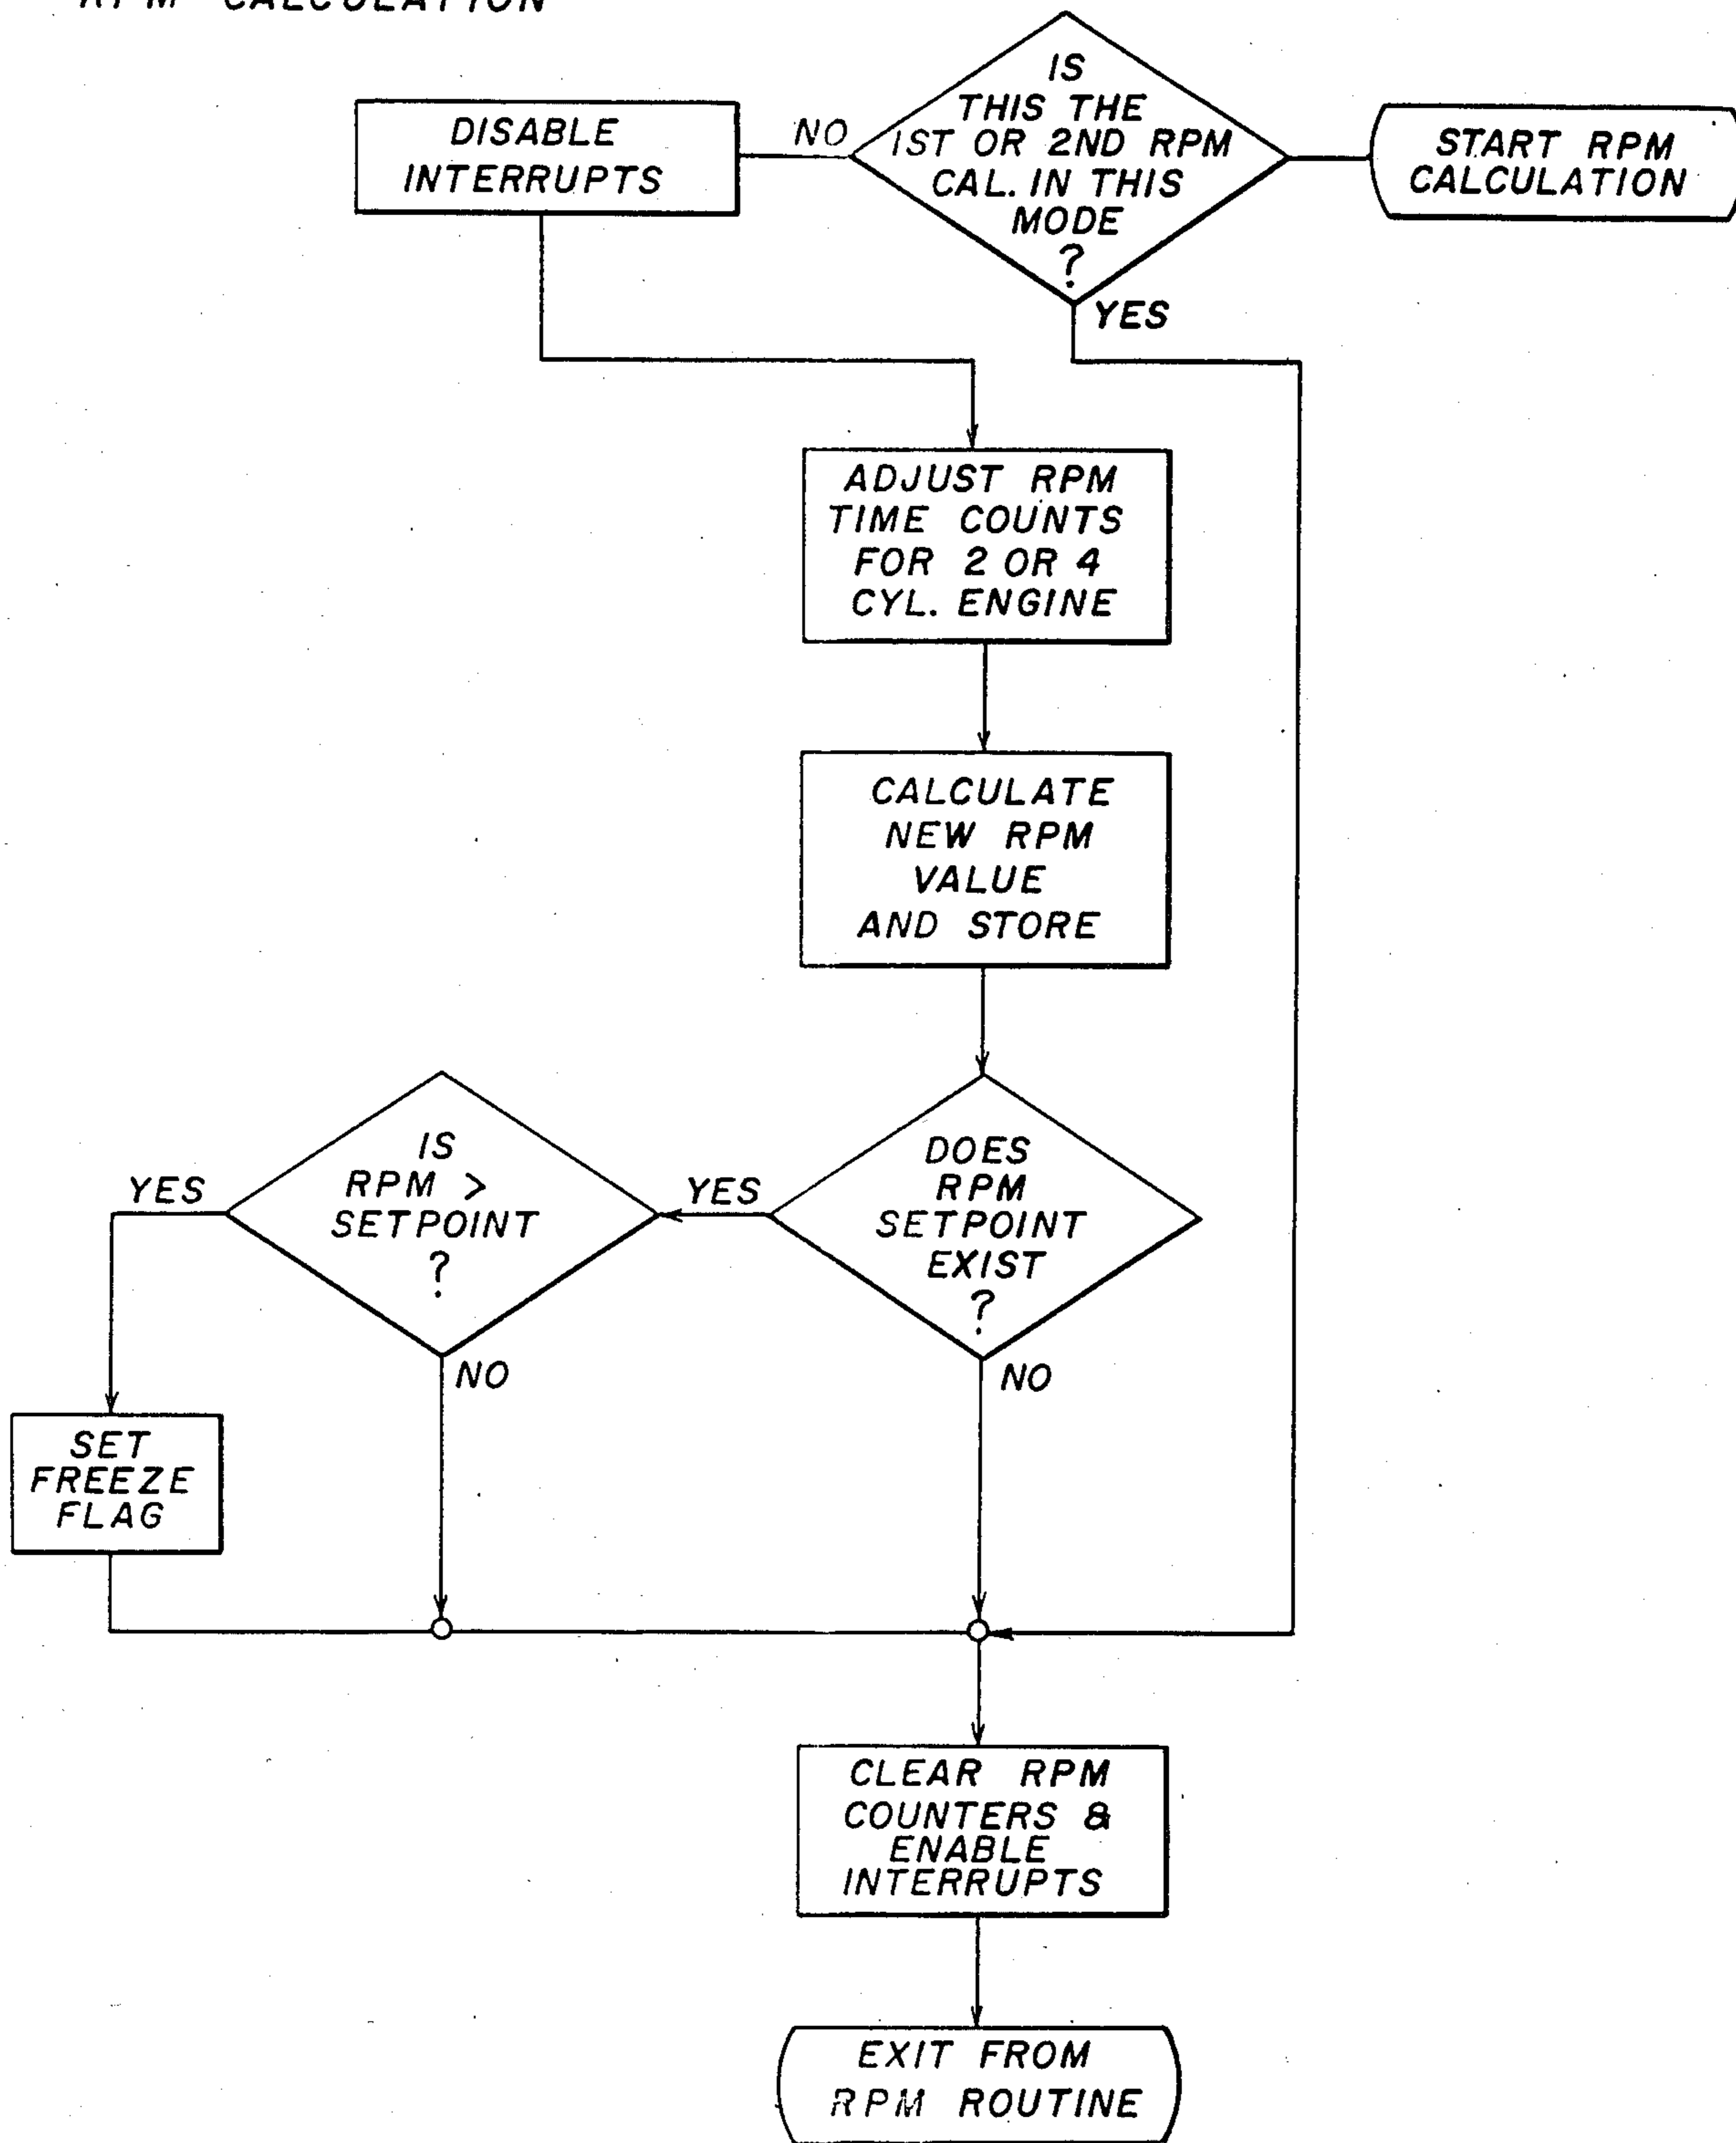 RPM CALCULATION
IS
THIS THE
1ST OR 2ND RPM
CAL. IN THIS
MODE
?
START RPM
CALCULATION
NO
DISABLE
INTERRUPTS
YES
ADJUST RPM
TIME COUNTS
FOR 2 OR 4
CYL. ENGINE
CALCULATE
NEW RPM
VALUE
AND STORE
DOES
RPM
SETPOINT
EXIST
?
YES
NO
IS
RPM >
SETPOINT
?
YES
NO
SET
FREEZE
FLAG
CLEAR RPM
COUNTERS &
ENABLE
INTERRUPTS
EXIT FROM
RPM ROUTINE